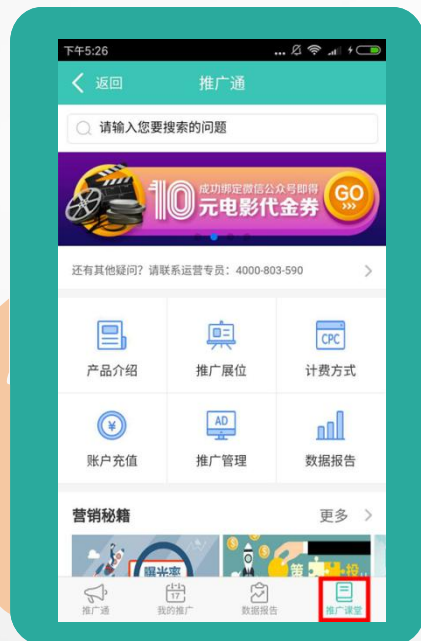 下午5:26
返回
推广通
请输入您要搜索的问题
10
成功绑定微信公众号即得
元电影代金券
GO
还有其他疑问？请联系运营专员：4000-803-590
产品介绍
推广展位
CPC
计费方式
账户充值
AD
推广管理
数据报告
营销秘籍
更多
曝光率
策
投
推广通
17
我的推广
数据报告
推广课堂